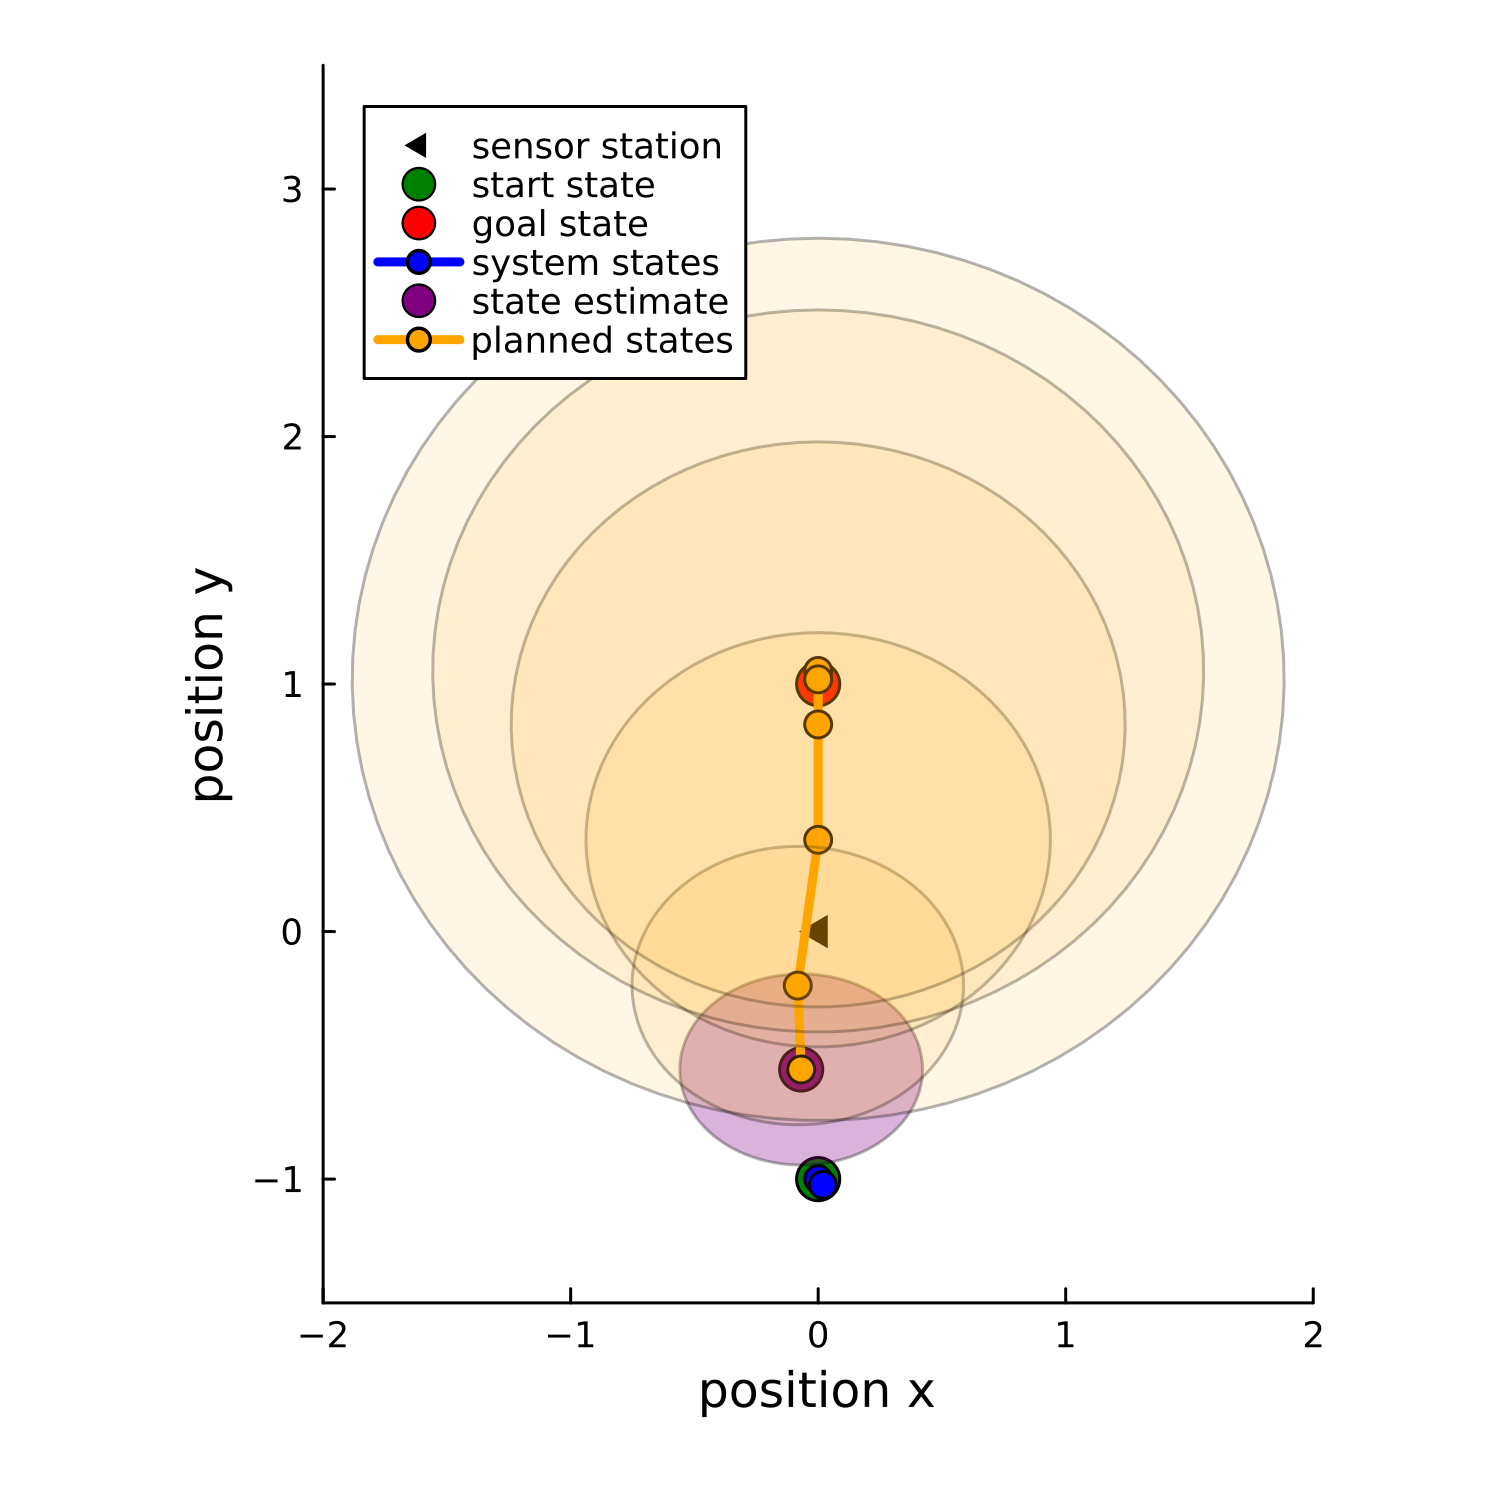 sensor station
start state
goal state
system states
state estimate
planned states
3
2
1
0
−1
position y
−2 −1 0 1 2
position x